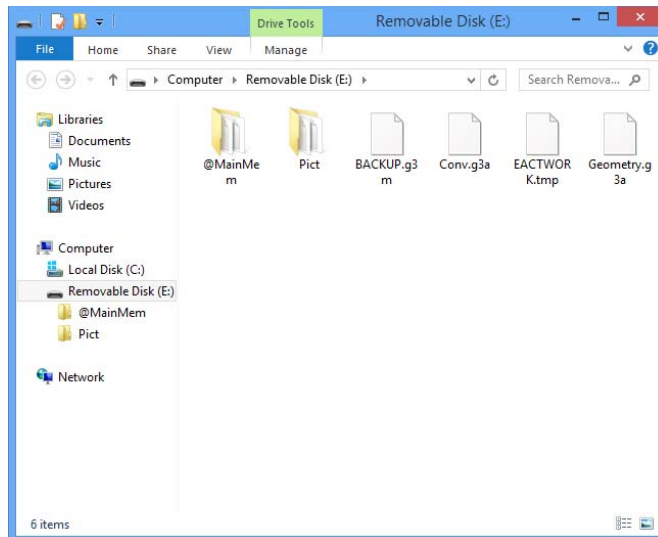 Drive Tools
Removable Disk (E:)
File
Home
Share
View
Manage
Computer
Removable Disk (E:)
Search Remova...
Libraries
Documents
Music
Pictures
Videos
Computer
Local Disk (C:)
Removable Disk (E:)
@MainMem
Pict
Network
@MainMe
m
Pict
BACKUP.g3
m
Conv.g3a
EACTWOR
K.tmp
Geometry.g
3a
6 items